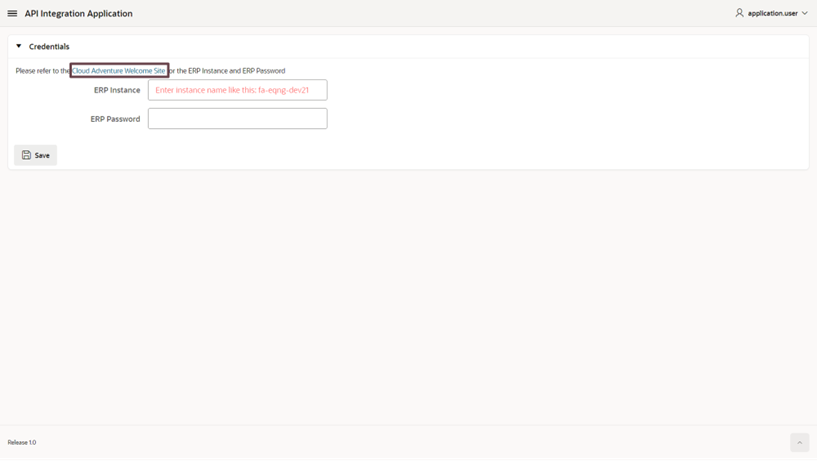 API Integration Application
application.user
Credentials
Please refer to the Cloud Adventure Welcome Site for the ERP Instance and ERP Password
ERP Instance
Enter instance name like this: fa-eqng-dev21
ERP Password
Save
Release 1.0